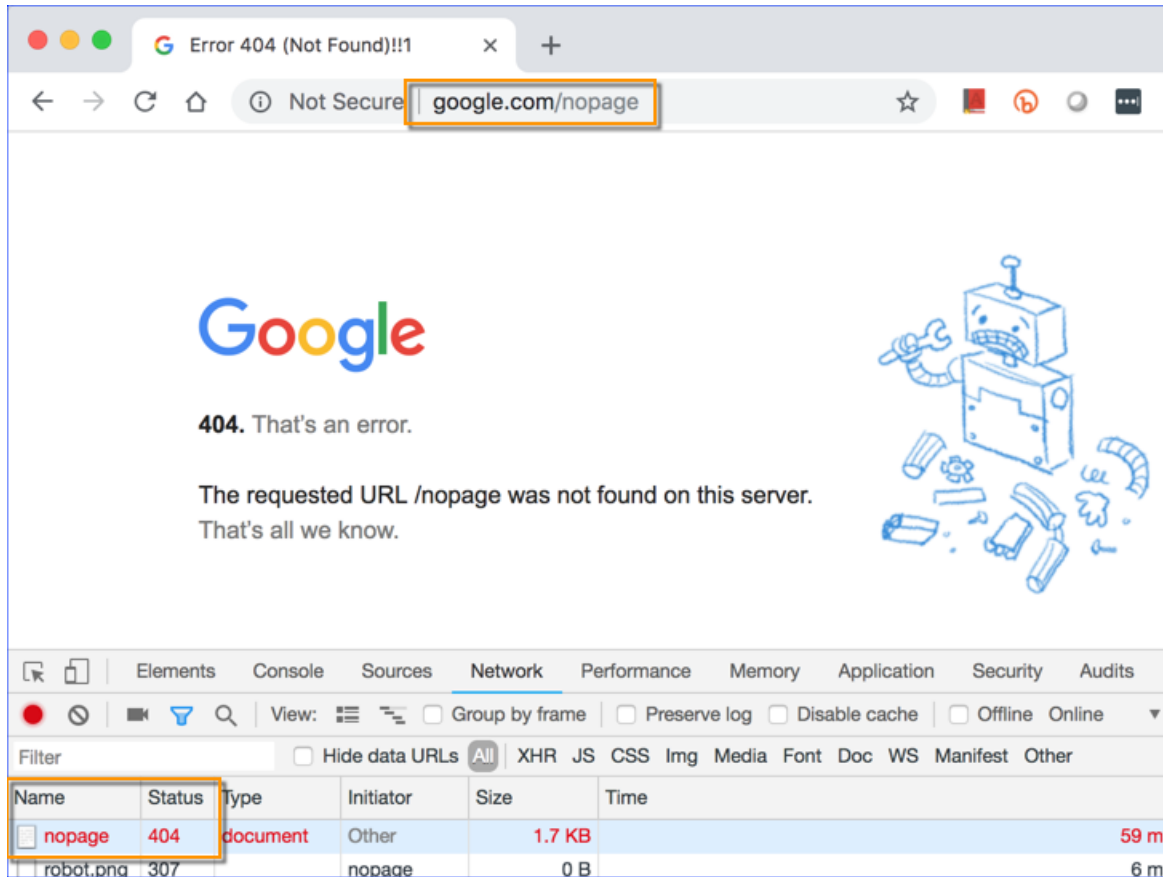 Error 404 (Not Found)!!1
Not Secure google.com/nopage
Google
404. That's an error.
The requested URL /nopage was not found on this server.
That's all we know.
Elements Console Sources Network Performance Memory Application Security Audits
View: Group by frame Preserve log Disable cache Offline Online
Filter Hide data URLs All XHR JS CSS Img Media Font Doc WS Manifest Other
Name Status Type Initiator Size Time
nopage 404 document Other 1.7 KB 59 m
robot.png 307 nopage 0 B 6 m